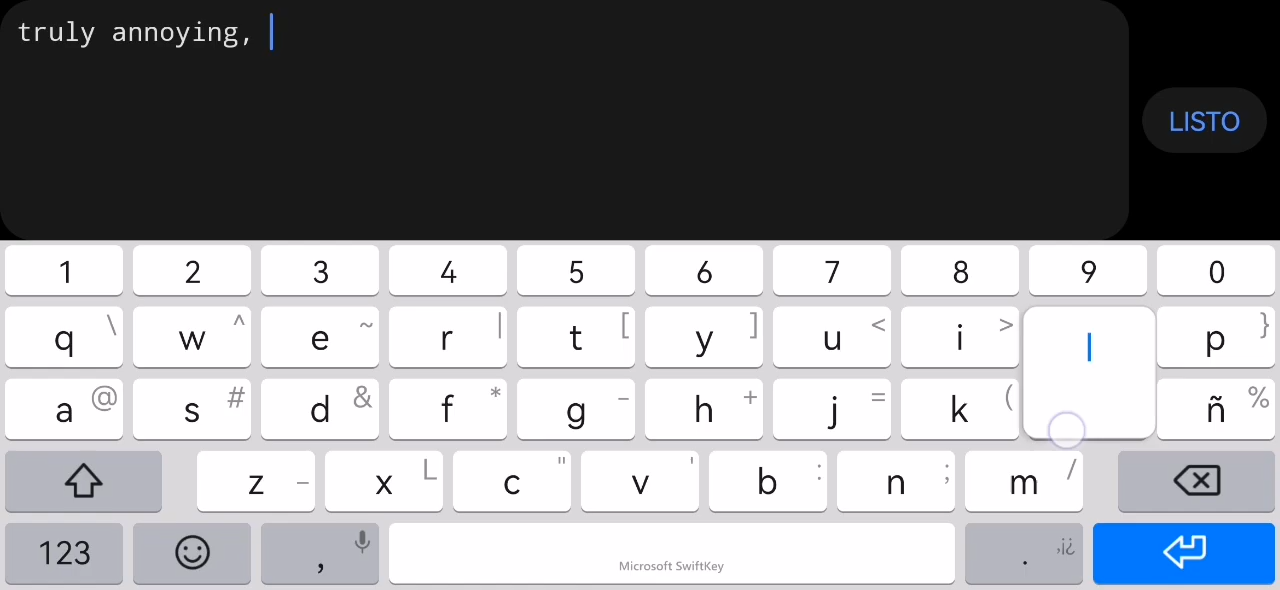 truly annoying,
LISTO
1 2 3 4 5 6 7 8 9 0
q \ w ^ e ~ r | t [ y ] u < i > l p }
a @ s # d & f * g - h + j = k ( ñ %
z _ x L c " v ' b : n ; m /
123 , . ,¡¿
Microsoft SwiftKey